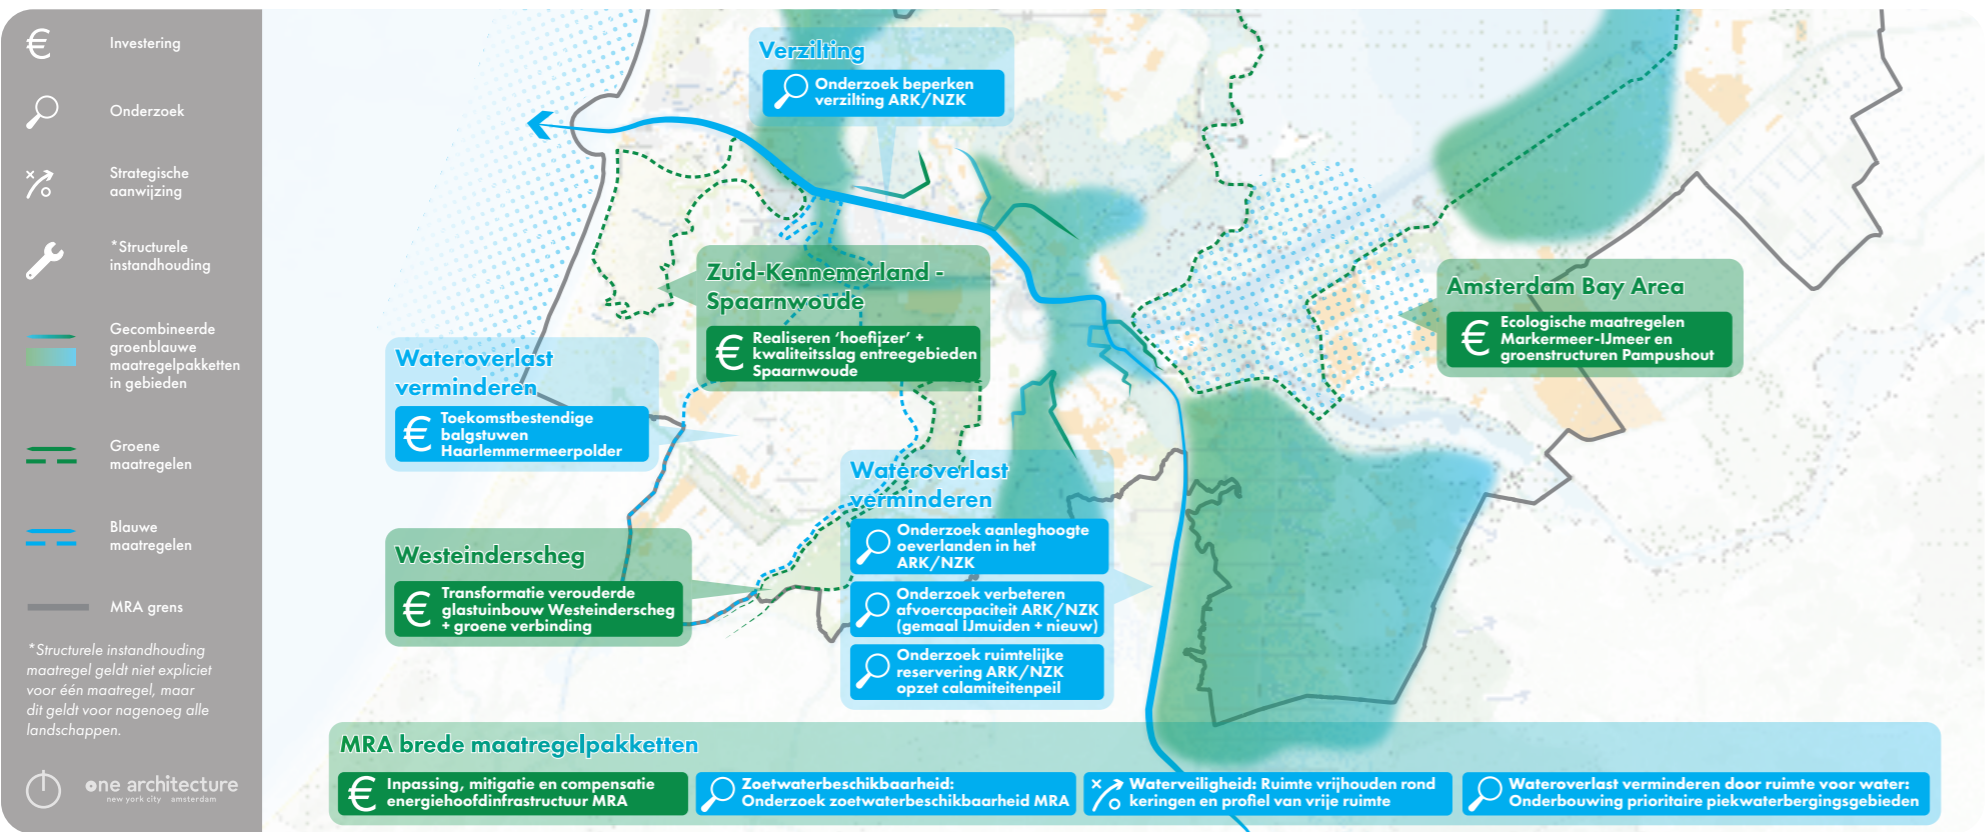 Investering
Onderzoek
Strategische
aanwijzing
*Structurele
instandhouding
Gecombineerde
groenblauwe
maatregelpakketten
in gebieden
Groene
maatregelen
Blauwe
maatregelen
MRA grens
*Structurele instandhouding
maatregel geldt niet expliciet
voor één maatregel, maar
dit geldt voor nagenoeg alle
landschappen.
one architecture
new york city amsterdam
Verzilting
Onderzoek beperken
verzilting ARK/NZK
Zuid-Kennemerland -
Spaarnwoude
€ Realiseren ‘hoefijzer’ +
kwaliteitsslag entreegebieden
Spaarnwoude
Amsterdam Bay Area
€ Ecologische maatregelen
Markermeer-IJmeer en
groenstructuren Pampushout
Wateroverlast
verminderen
€ Toekomstbestendige
balgstuwen
Haarlemmermeerpolder
Westeinderscheg
€ Transformatie verouderde
glastuinbouw Westeinderscheg
+ groene verbinding
Wateroverlast
verminderen
Onderzoek aanleghoogte
oeverlanden in het
ARK/NZK
Onderzoek verbeteren
afvoercapaciteit ARK/NZK
(gemaal IJmuiden + nieuw)
Onderzoek ruimtelijke
reservering ARK/NZK
opzet calamiteitenpeil
MRA brede maatregelpakketten
€ Inpassing, mitigatie en compensatie
energiehoofdinfrastructuur MRA
Zoetwaterbeschikbaarheid:
Onderzoek zoetwaterbeschikbaarheid MRA
Waterveiligheid: Ruimte vrijhouden rond
keringen en profiel van vrije ruimte
Wateroverlast verminderen door ruimte voor water:
Onderbouwing prioritaire piekwaterbergingsgebieden